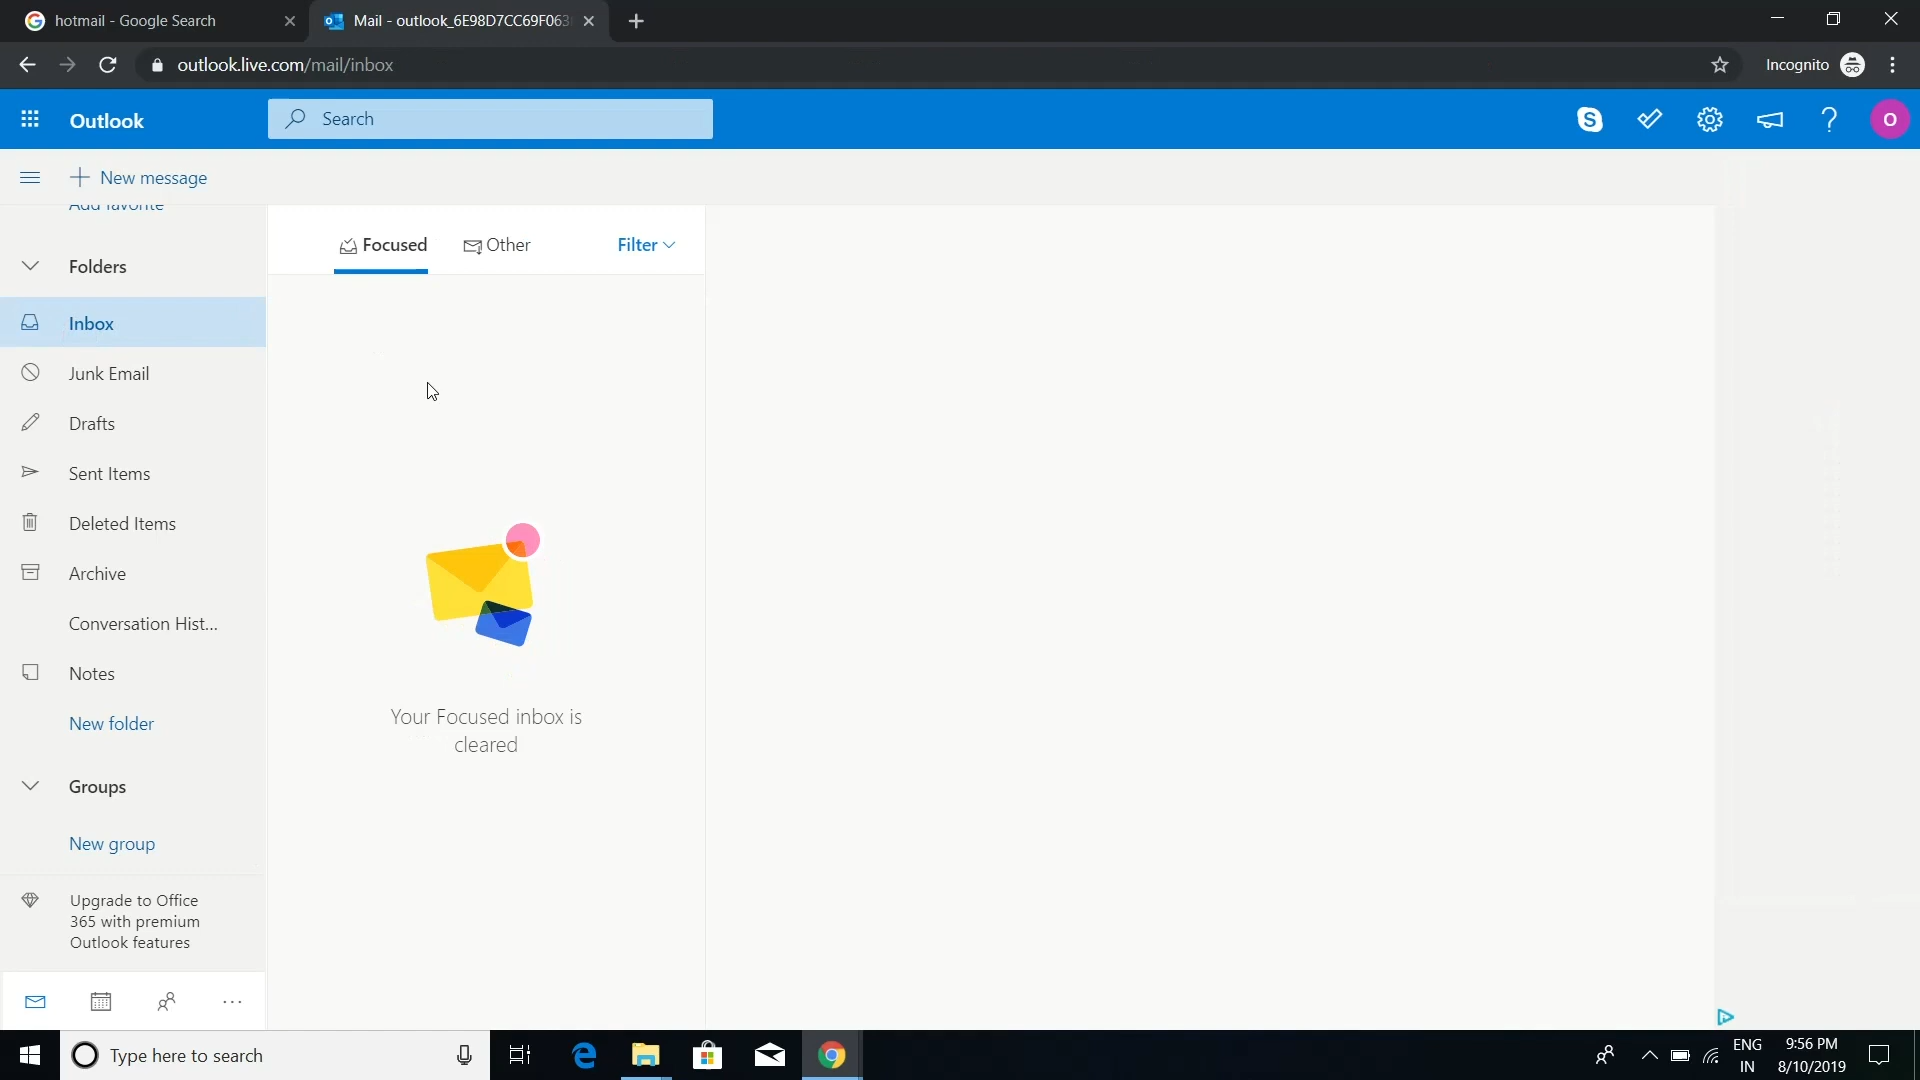 hotmail - Google Search
Mail - outlook_6E98D7CC69F063
outlook.live.com/mail/inbox
Incognito
Outlook
Search
S
?
O
New message
Add favorite
Focused
Other
Filter
Folders
Inbox
Junk Email
Drafts
Sent Items
Deleted Items
Archive
Conversation Hist...
Notes
New folder
Your Focused inbox is
cleared
Groups
New group
Upgrade to Office
365 with premium
Outlook features
Type here to search
ENG
IN
9:56 PM
8/10/2019